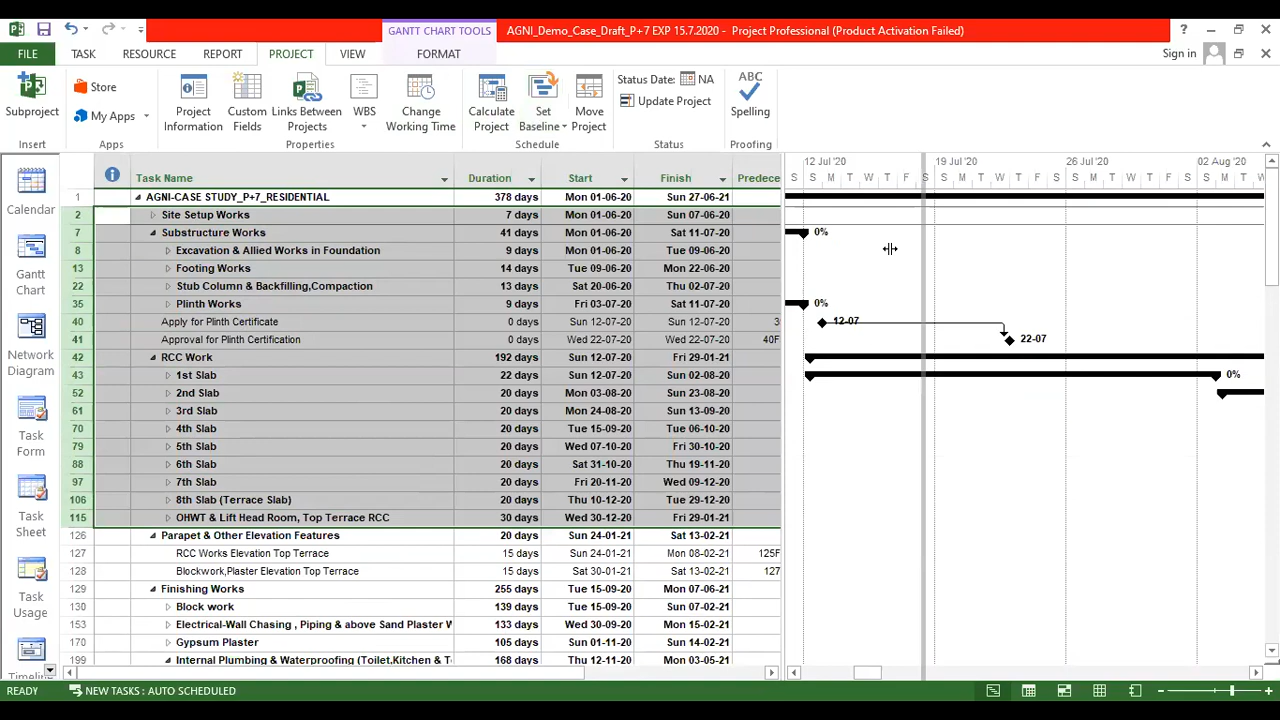 GANTT CHART TOOLS
AGNI_Demo_Case_Draft_P+7 EXP 15.7.2020 - Project Professional (Product Activation Failed)
FILE TASK RESOURCE REPORT PROJECT VIEW FORMAT Sign in
Subproject
Store
My Apps
Project Information
Custom Fields
Links Between Projects
WBS
Change Working Time
Calculate Project
Set Baseline
Move Project
Status Date: NA
Update Project
ABC
Spelling
Insert Apps Properties Schedule Status Proofing
Calendar
Gantt Chart
Network Diagram
Task Form
Task Sheet
Task Usage
Timeline
Task Name Duration Start Finish Predece
1 AGNI-CASE STUDY_P+7_RESIDENTIAL 378 days Mon 01-06-20 Sun 27-06-21
2 Site Setup Works 7 days Mon 01-06-20 Sun 07-06-20
7 Substructure Works 41 days Mon 01-06-20 Sat 11-07-20
8 Excavation & Allied Works in Foundation 9 days Mon 01-06-20 Tue 09-06-20
13 Footing Works 14 days Tue 09-06-20 Mon 22-06-20
22 Stub Column & Backfilling,Compaction 13 days Sat 20-06-20 Thu 02-07-20
35 Plinth Works 9 days Fri 03-07-20 Sat 11-07-20
40 Apply for Plinth Certificate 0 days Sun 12-07-20 Sun 12-07-20 3
41 Approval for Plinth Certification 0 days Wed 22-07-20 Wed 22-07-20 40F
42 RCC Work 192 days Sun 12-07-20 Fri 29-01-21
43 1st Slab 22 days Sun 12-07-20 Sun 02-08-20
52 2nd Slab 20 days Mon 03-08-20 Sun 23-08-20
61 3rd Slab 20 days Mon 24-08-20 Sun 13-09-20
70 4th Slab 20 days Tue 15-09-20 Tue 06-10-20
79 5th Slab 20 days Wed 07-10-20 Fri 30-10-20
88 6th Slab 20 days Sat 31-10-20 Thu 19-11-20
97 7th Slab 20 days Fri 20-11-20 Wed 09-12-20
106 8th Slab (Terrace Slab) 20 days Thu 10-12-20 Tue 29-12-20
115 OHWT & Lift Head Room, Top Terrace RCC 30 days Wed 30-12-20 Fri 29-01-21
126 Parapet & Other Elevation Features 20 days Sun 24-01-21 Sat 13-02-21
127 RCC Works Elevation Top Terrace 15 days Sun 24-01-21 Mon 08-02-21 125F
128 Blockwork,Plaster Elevation Top Terrace 15 days Sat 30-01-21 Sat 13-02-21 127
129 Finishing Works 255 days Tue 15-09-20 Mon 07-06-21
130 Block work 139 days Tue 15-09-20 Sun 07-02-21
153 Electrical-Wall Chasing , Piping & above Sand Plaster W 133 days Wed 30-09-20 Mon 15-02-21
170 Gypsum Plaster 105 days Sun 01-11-20 Sun 14-02-21
199 Internal Plumbing & Waterproofing (Toilet,Kitchen & T 168 days Thu 12-11-20 Mon 03-05-21
12 Jul '20 19 Jul '20 26 Jul '20 02 Aug '20
S S M T W T F S S M T W T F S S M T W T F S S M T W
0%
0%
12-07
22-07
0%
READY NEW TASKS : AUTO SCHEDULED